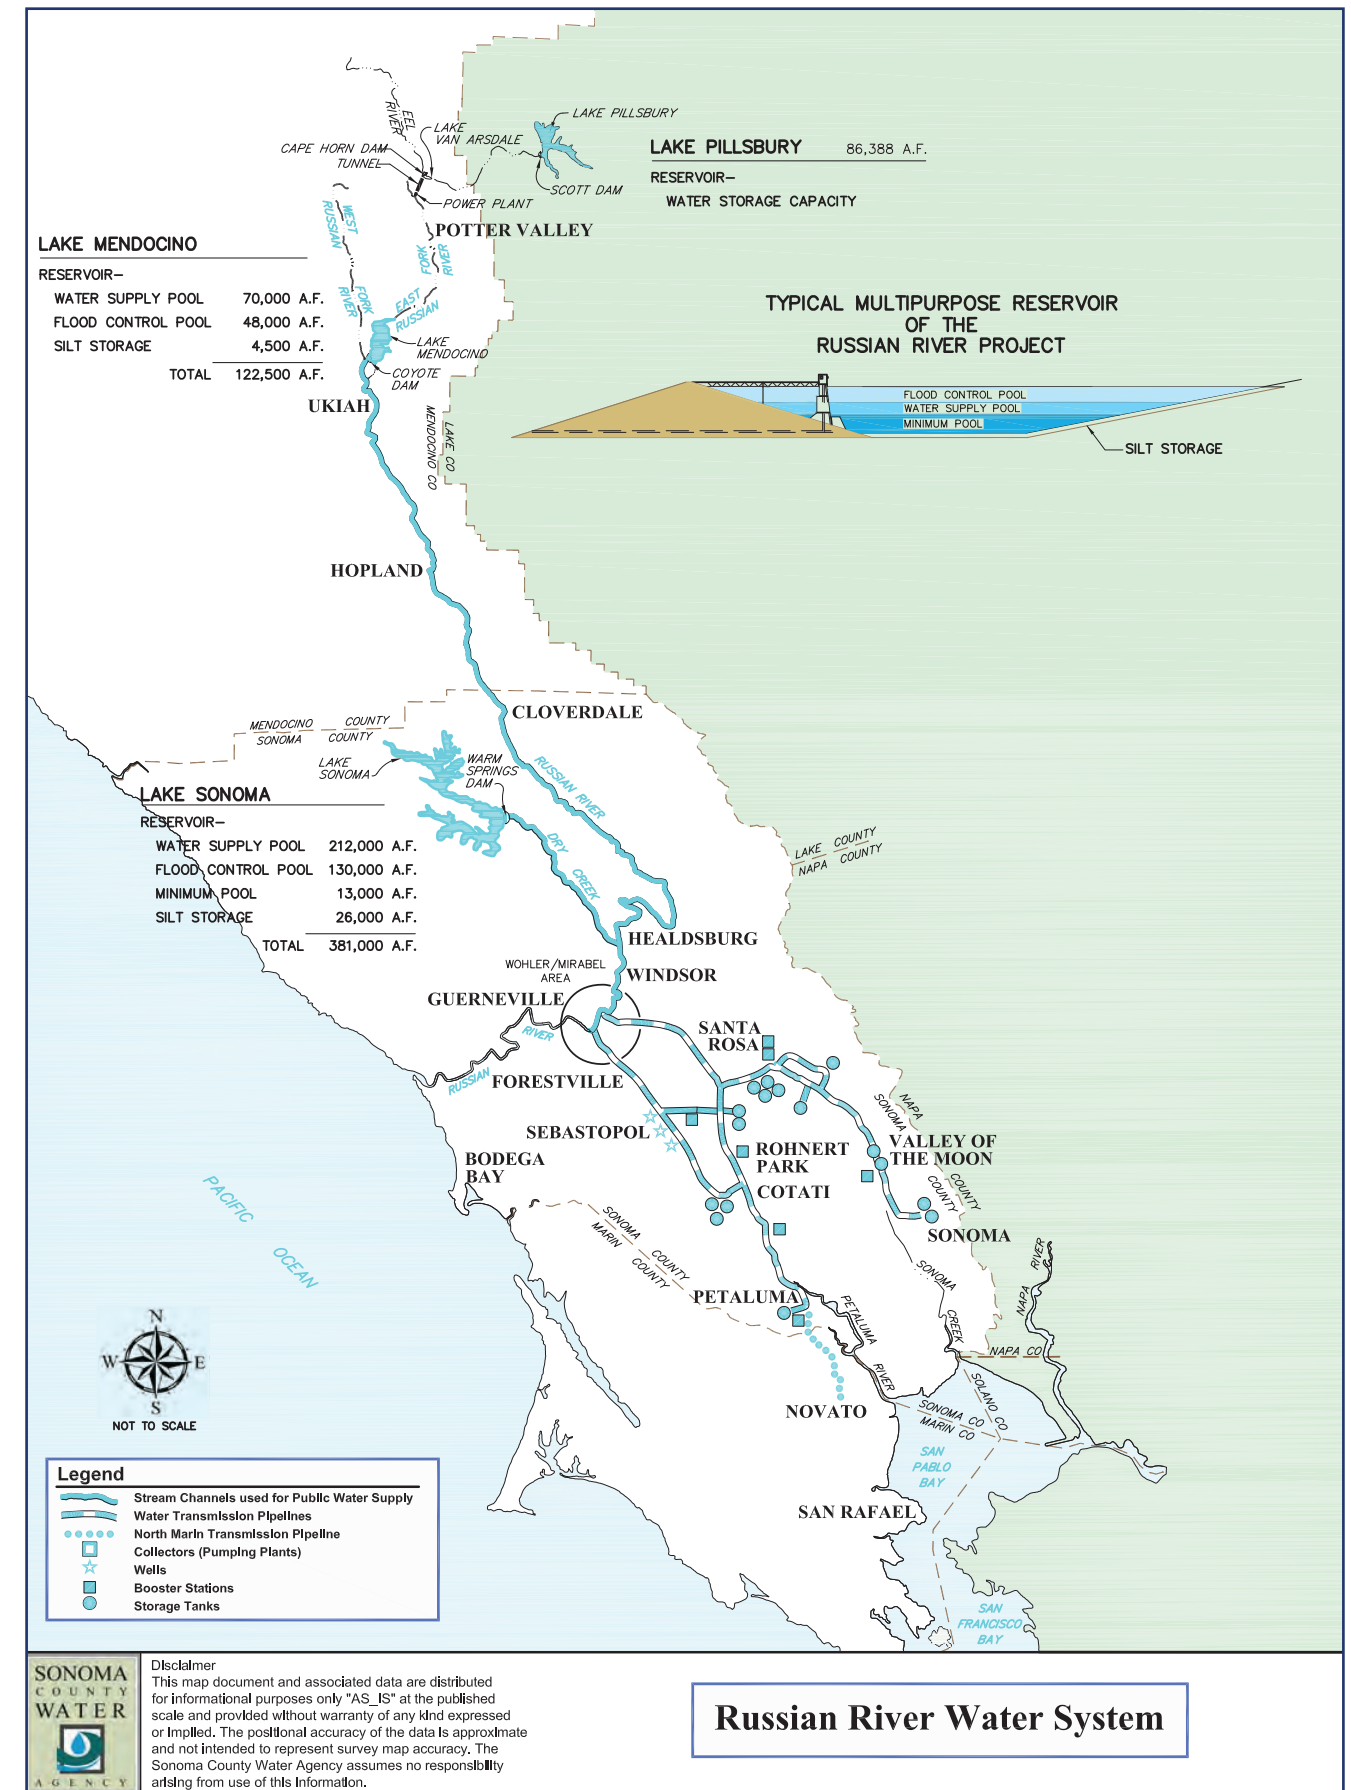 EEL
RIVER
LAKE
VAN ARSDALE
LAKE PILLSBURY
CAPE HORN DAM
TUNNEL
SCOTT DAM
POWER PLANT
POTTER VALLEY
LAKE PILLSBURY 86,388 A.F.
RESERVOIR–
WATER STORAGE CAPACITY
WEST
RUSSIAN
FORK
RIVER
FORK
RIVER
EAST
RUSSIAN
LAKE MENDOCINO
RESERVOIR–
WATER SUPPLY POOL 70,000 A.F.
FLOOD CONTROL POOL 48,000 A.F.
SILT STORAGE 4,500 A.F.
TOTAL 122,500 A.F.
LAKE
MENDOCINO
COYOTE
DAM
UKIAH
MENDOCINO CO
LAKE CO
TYPICAL MULTIPURPOSE RESERVOIR
OF THE
RUSSIAN RIVER PROJECT
FLOOD CONTROL POOL
WATER SUPPLY POOL
MINIMUM POOL
SILT STORAGE
HOPLAND
CLOVERDALE
MENDOCINO COUNTY
SONOMA COUNTY
LAKE
SONOMA
WARM
SPRINGS
DAM
RUSSIAN RIVER
DRY
CREEK
LAKE SONOMA
RESERVOIR–
WATER SUPPLY POOL 212,000 A.F.
FLOOD CONTROL POOL 130,000 A.F.
MINIMUM POOL 13,000 A.F.
SILT STORAGE 26,000 A.F.
TOTAL 381,000 A.F.
LAKE COUNTY
NAPA COUNTY
HEALDSBURG
WOHLER/MIRABEL
AREA
WINDSOR
GUERNEVILLE
RIVER
RUSSIAN
FORESTVILLE
SANTA
ROSA
SEBASTOPOL
NAPA
SONOMA
COUNTY
COUNTY
VALLEY OF
THE MOON
ROHNERT
PARK
COTATI
BODEGA
BAY
SONOMA
SONOMA COUNTY
MARIN COUNTY
PACIFIC
OCEAN
PETALUMA
PETALUMA
RIVER
SONOMA
CREEK
NAPA RIVER
NAPA CO
SOLANO CO
SONOMA CO
MARIN CO
NOVATO
SAN
PABLO
BAY
SAN RAFAEL
SAN
FRANCISCO
BAY
N
W E
S
NOT TO SCALE
Legend
Stream Channels used for Public Water Supply
Water Transmission Pipelines
North Marin Transmission Pipeline
Collectors (Pumping Plants)
Wells
Booster Stations
Storage Tanks
SONOMA
COUNTY
WATER
AGENCY
Disclaimer
This map document and associated data are distributed
for informational purposes only "AS_IS" at the published
scale and provided without warranty of any kind expressed
or implied. The positional accuracy of the data is approximate
and not intended to represent survey map accuracy. The
Sonoma County Water Agency assumes no responsibility
arising from use of this information.
Russian River Water System